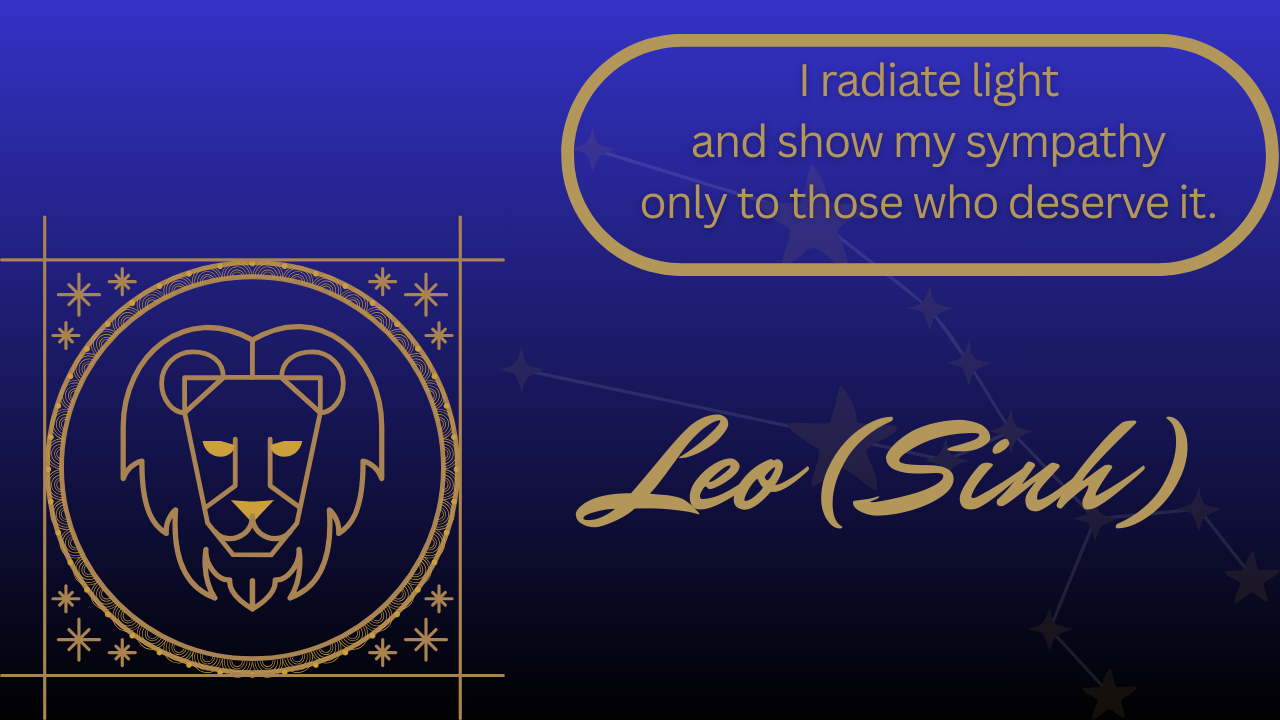 I radiate light
and show my sympathy
only to those who deserve it.
Leo (Sinh)